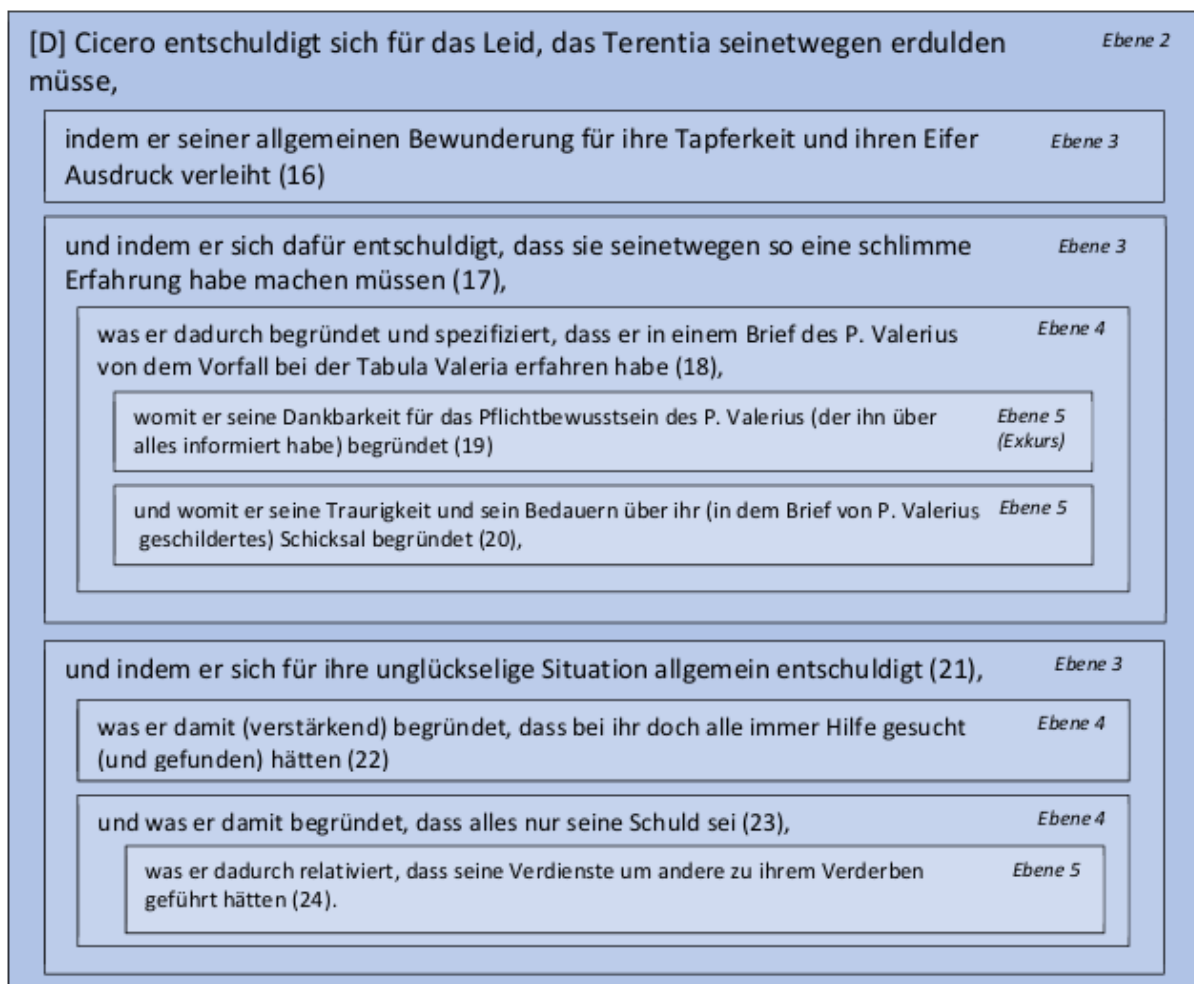 [D] Cicero entschuldigt sich für das Leid, das Terentia seinetwegen erdulden Ebene 2
müsse,
indem er seiner allgemeinen Bewunderung für ihre Tapferkeit und ihren Eifer Ebene 3
Ausdruck verleiht (16)
und indem er sich dafür entschuldigt, dass sie seinetwegen so eine schlimme Ebene 3
Erfahrung habe machen müssen (17),
was er dadurch begründet und spezifiziert, dass er in einem Brief des P. Valerius Ebene 4
von dem Vorfall bei der Tabula Valeria erfahren habe (18),
womit er seine Dankbarkeit für das Pflichtbewusstsein des P. Valerius (der ihn über Ebene 5
alles informiert habe) begründet (19) (Exkurs)
und womit er seine Traurigkeit und sein Bedauern über ihr (in dem Brief von P. Valerius Ebene 5
geschildertes) Schicksal begründet (20),
und indem er sich für ihre unglückselige Situation allgemein entschuldigt (21), Ebene 3
was er damit (verstärkend) begründet, dass bei ihr doch alle immer Hilfe gesucht Ebene 4
(und gefunden) hätten (22)
und was er damit begründet, dass alles nur seine Schuld sei (23), Ebene 4
was er dadurch relativiert, dass seine Verdienste um andere zu ihrem Verderben Ebene 5
geführt hätten (24).